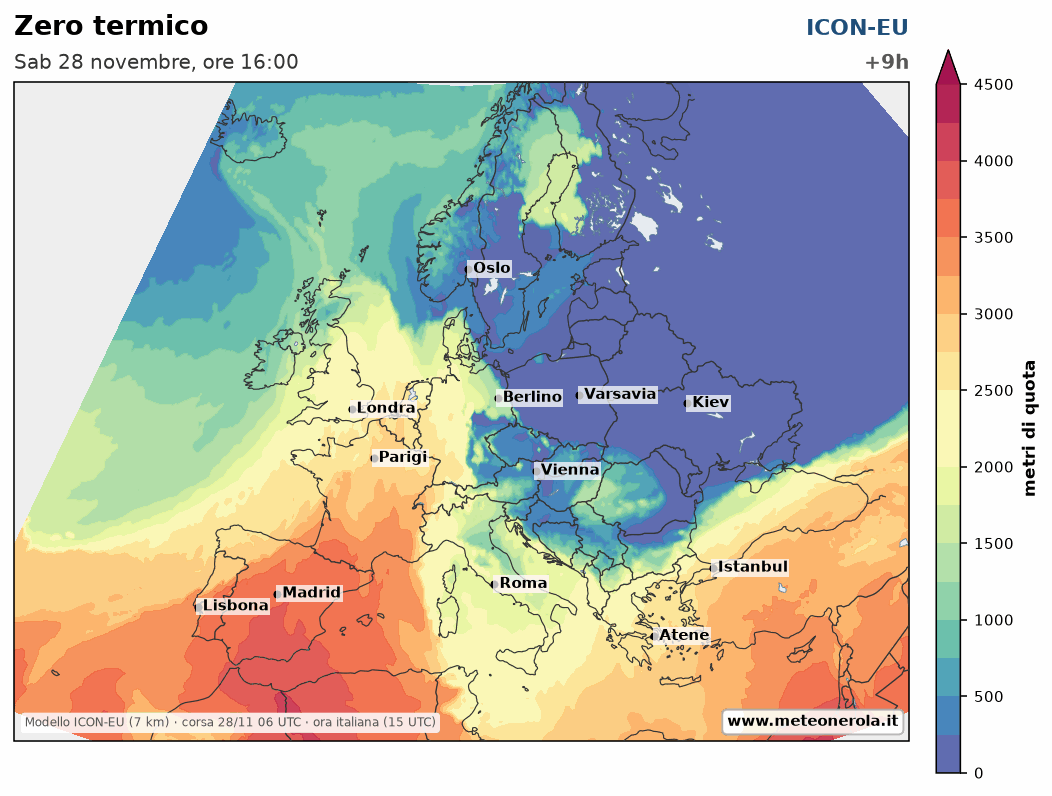 Zero termico
ICON-EU
Sab 28 novembre, ore 16:00
+9h
4500
4000
3500
3000
2500
2000
1500
1000
500
0
metri di quota
Oslo
Berlino
Varsavia
Kiev
Londra
Parigi
Vienna
Istanbul
Roma
Madrid
Lisbona
Atene
Modello ICON-EU (7 km) · corsa 28/11 06 UTC · ora italiana (15 UTC)
www.meteonerola.it